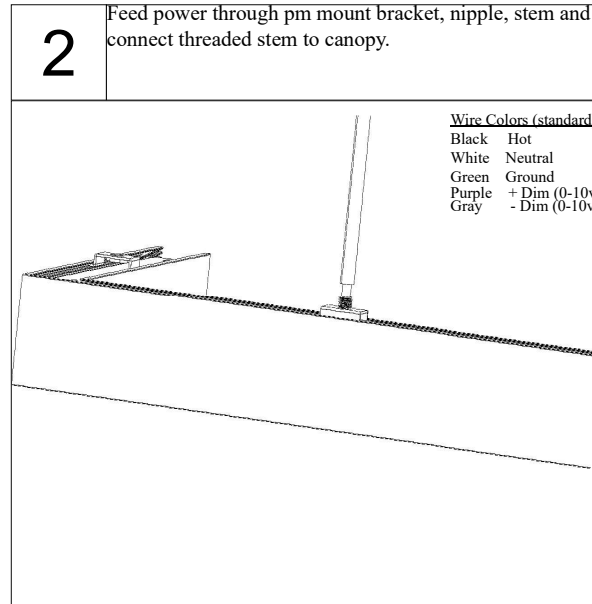 2
Feed power through pm mount bracket, nipple, stem and
connect threaded stem to canopy.
Wire Colors (standard
Black Hot
White Neutral
Green Ground
Purple + Dim (0-10v
Gray - Dim (0-10v